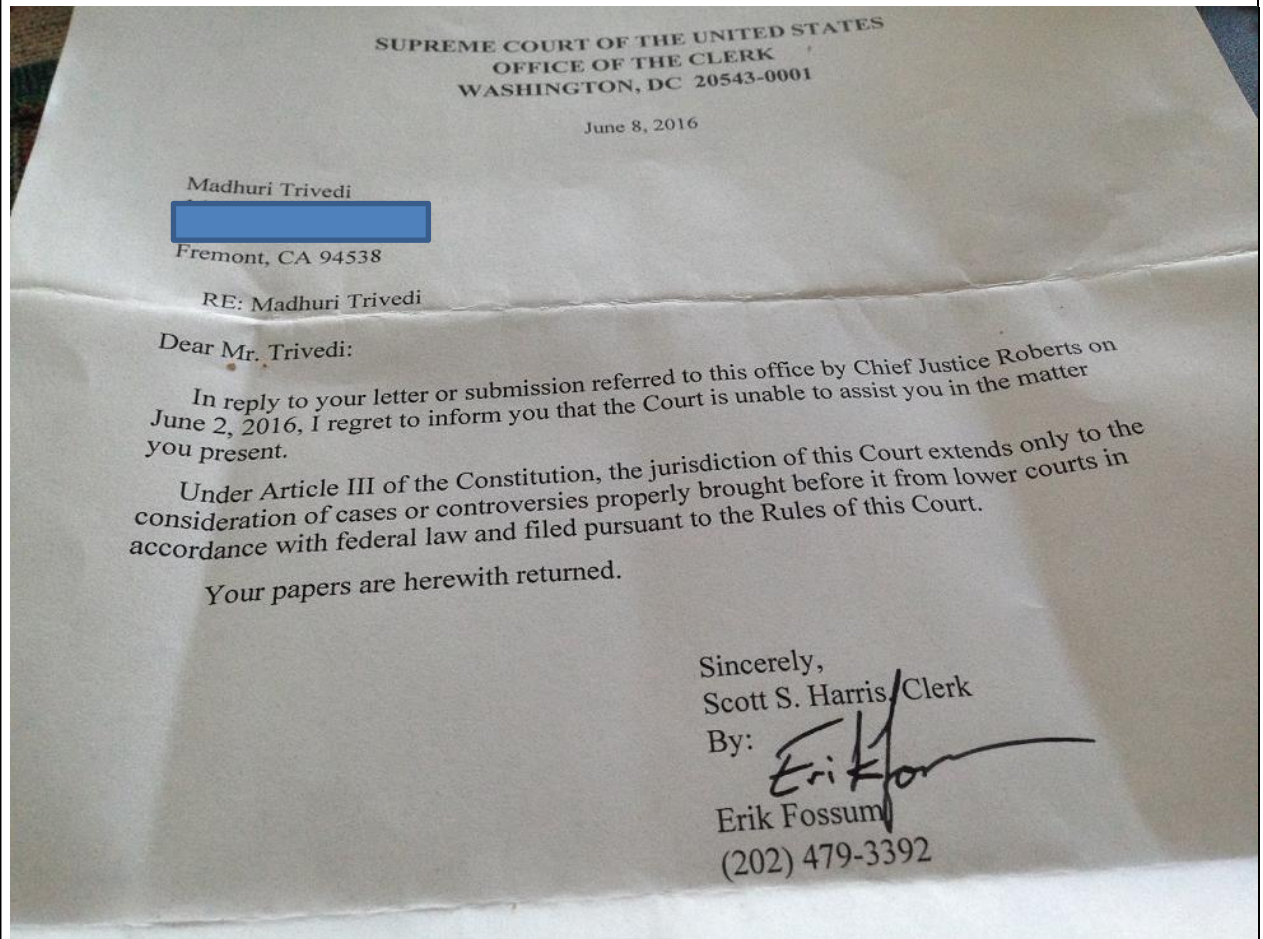 SUPREME COURT OF THE UNITED STATES
OFFICE OF THE CLERK
WASHINGTON, DC 20543-0001
June 8, 2016
Madhuri Trivedi
Fremont, CA 94538
RE: Madhuri Trivedi
Dear Mr. Trivedi:
In reply to your letter or submission referred to this office by Chief Justice Roberts on
June 2, 2016, I regret to inform you that the Court is unable to assist you in the matter
you present.
Under Article III of the Constitution, the jurisdiction of this Court extends only to the
consideration of cases or controversies properly brought before it from lower courts in
accordance with federal law and filed pursuant to the Rules of this Court.
Your papers are herewith returned.
Sincerely,
Scott S. Harris, Clerk
By:
Erik Fossum
(202) 479-3392